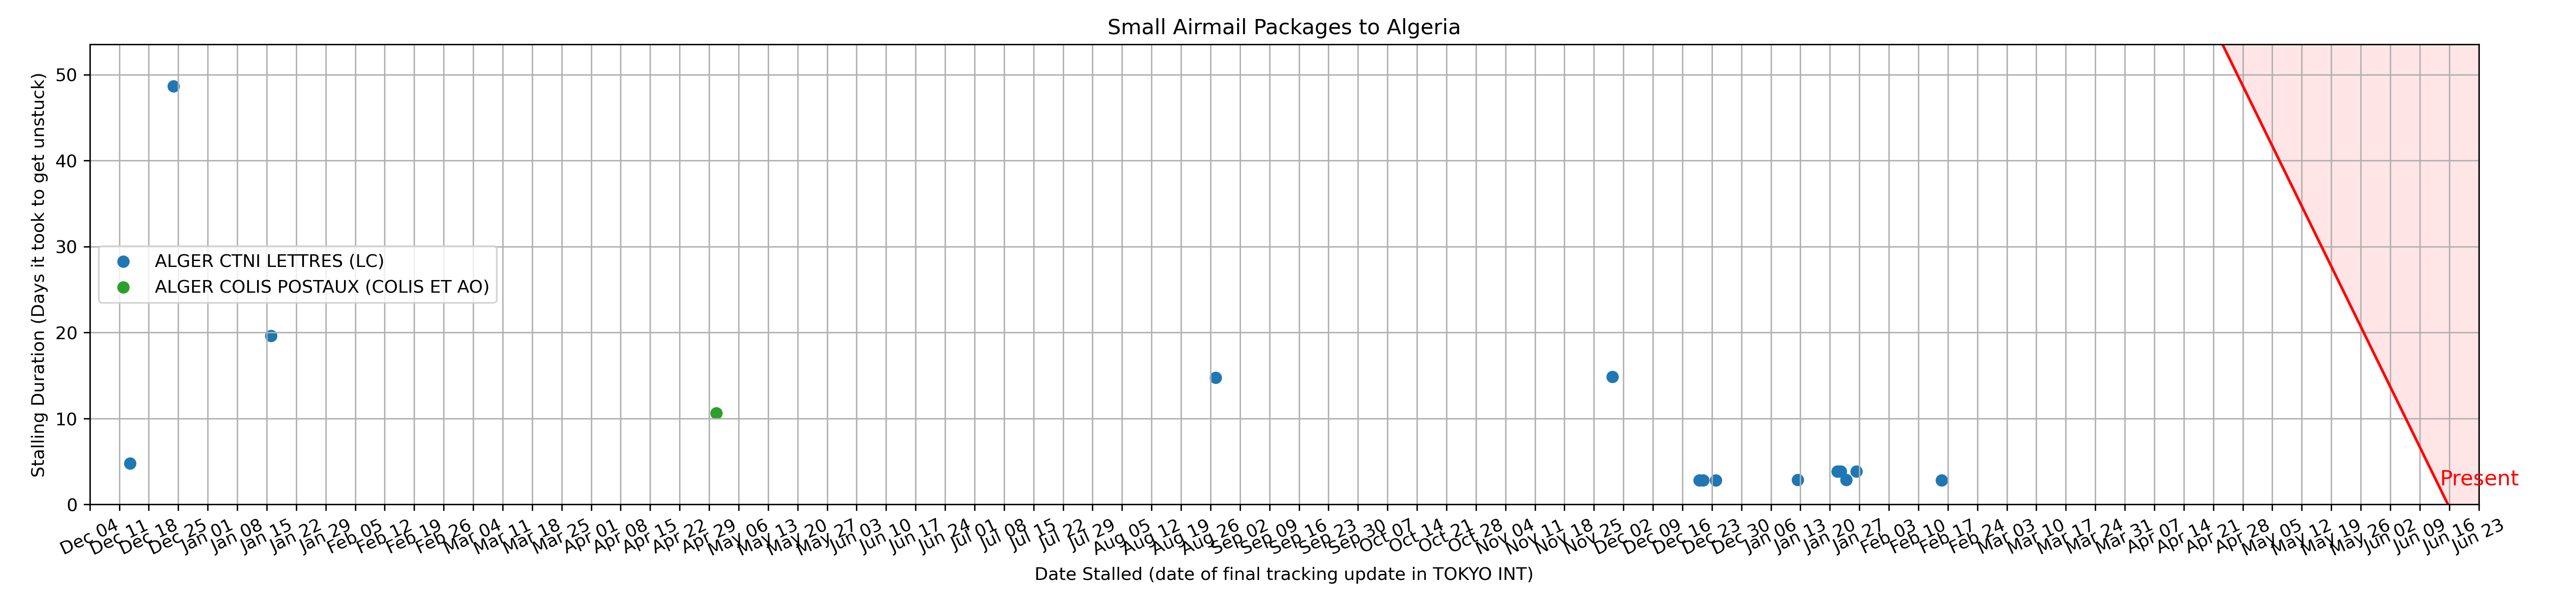 Small Airmail Packages to Algeria
Stalling Duration (Days it took to get unstuck)
50
40
30
20
10
0
ALGER CTNI LETTRES (LC)
ALGER COLIS POSTAUX (COLIS ET AO)
Present
Dec 04
Dec 11
Dec 18
Dec 25
Jan 01
Jan 08
Jan 15
Jan 22
Jan 29
Feb 05
Feb 12
Feb 19
Feb 26
Mar 04
Mar 11
Mar 18
Mar 25
Apr 01
Apr 08
Apr 15
Apr 22
Apr 29
May 06
May 13
May 20
May 27
Jun 03
Jun 10
Jun 17
Jun 24
Jul 01
Jul 08
Jul 15
Jul 22
Jul 29
Aug 05
Aug 12
Aug 19
Aug 26
Sep 02
Sep 09
Sep 16
Sep 23
Sep 30
Oct 07
Oct 14
Oct 21
Oct 28
Nov 04
Nov 11
Nov 18
Nov 25
Dec 02
Dec 09
Dec 16
Dec 23
Dec 30
Jan 06
Jan 13
Jan 20
Jan 27
Feb 03
Feb 10
Feb 17
Feb 24
Mar 03
Mar 10
Mar 17
Mar 24
Mar 31
Apr 07
Apr 14
Apr 21
Apr 28
May 05
May 12
May 19
May 26
Jun 02
Jun 09
Jun 16
Jun 23
Date Stalled (date of final tracking update in TOKYO INT)